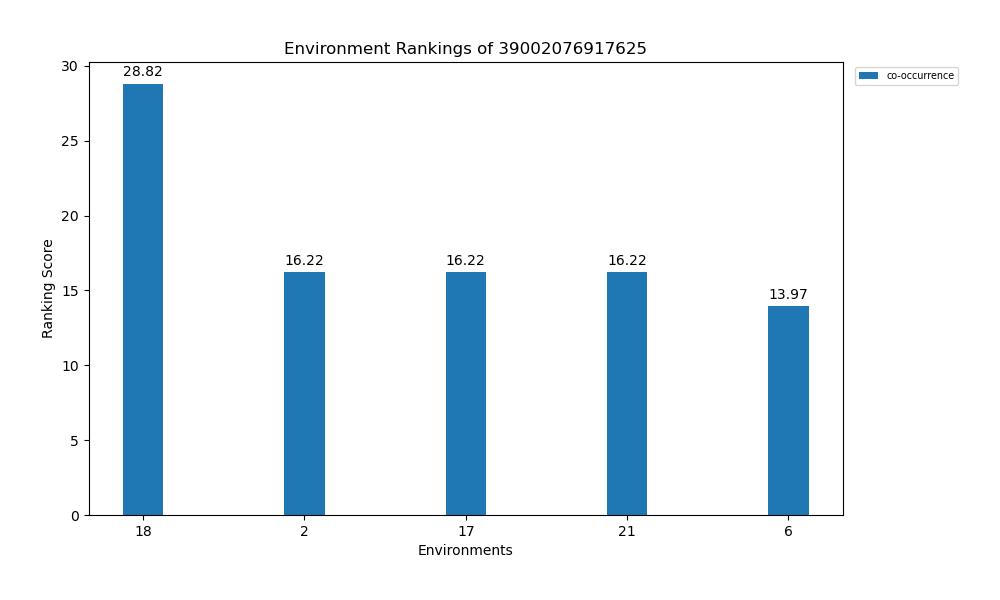 Environment Rankings of 39002076917625
co-occurrence
Ranking Score
30
25
20
15
10
5
0
28.82
16.22
16.22
16.22
13.97
18 2 17 21 6
Environments